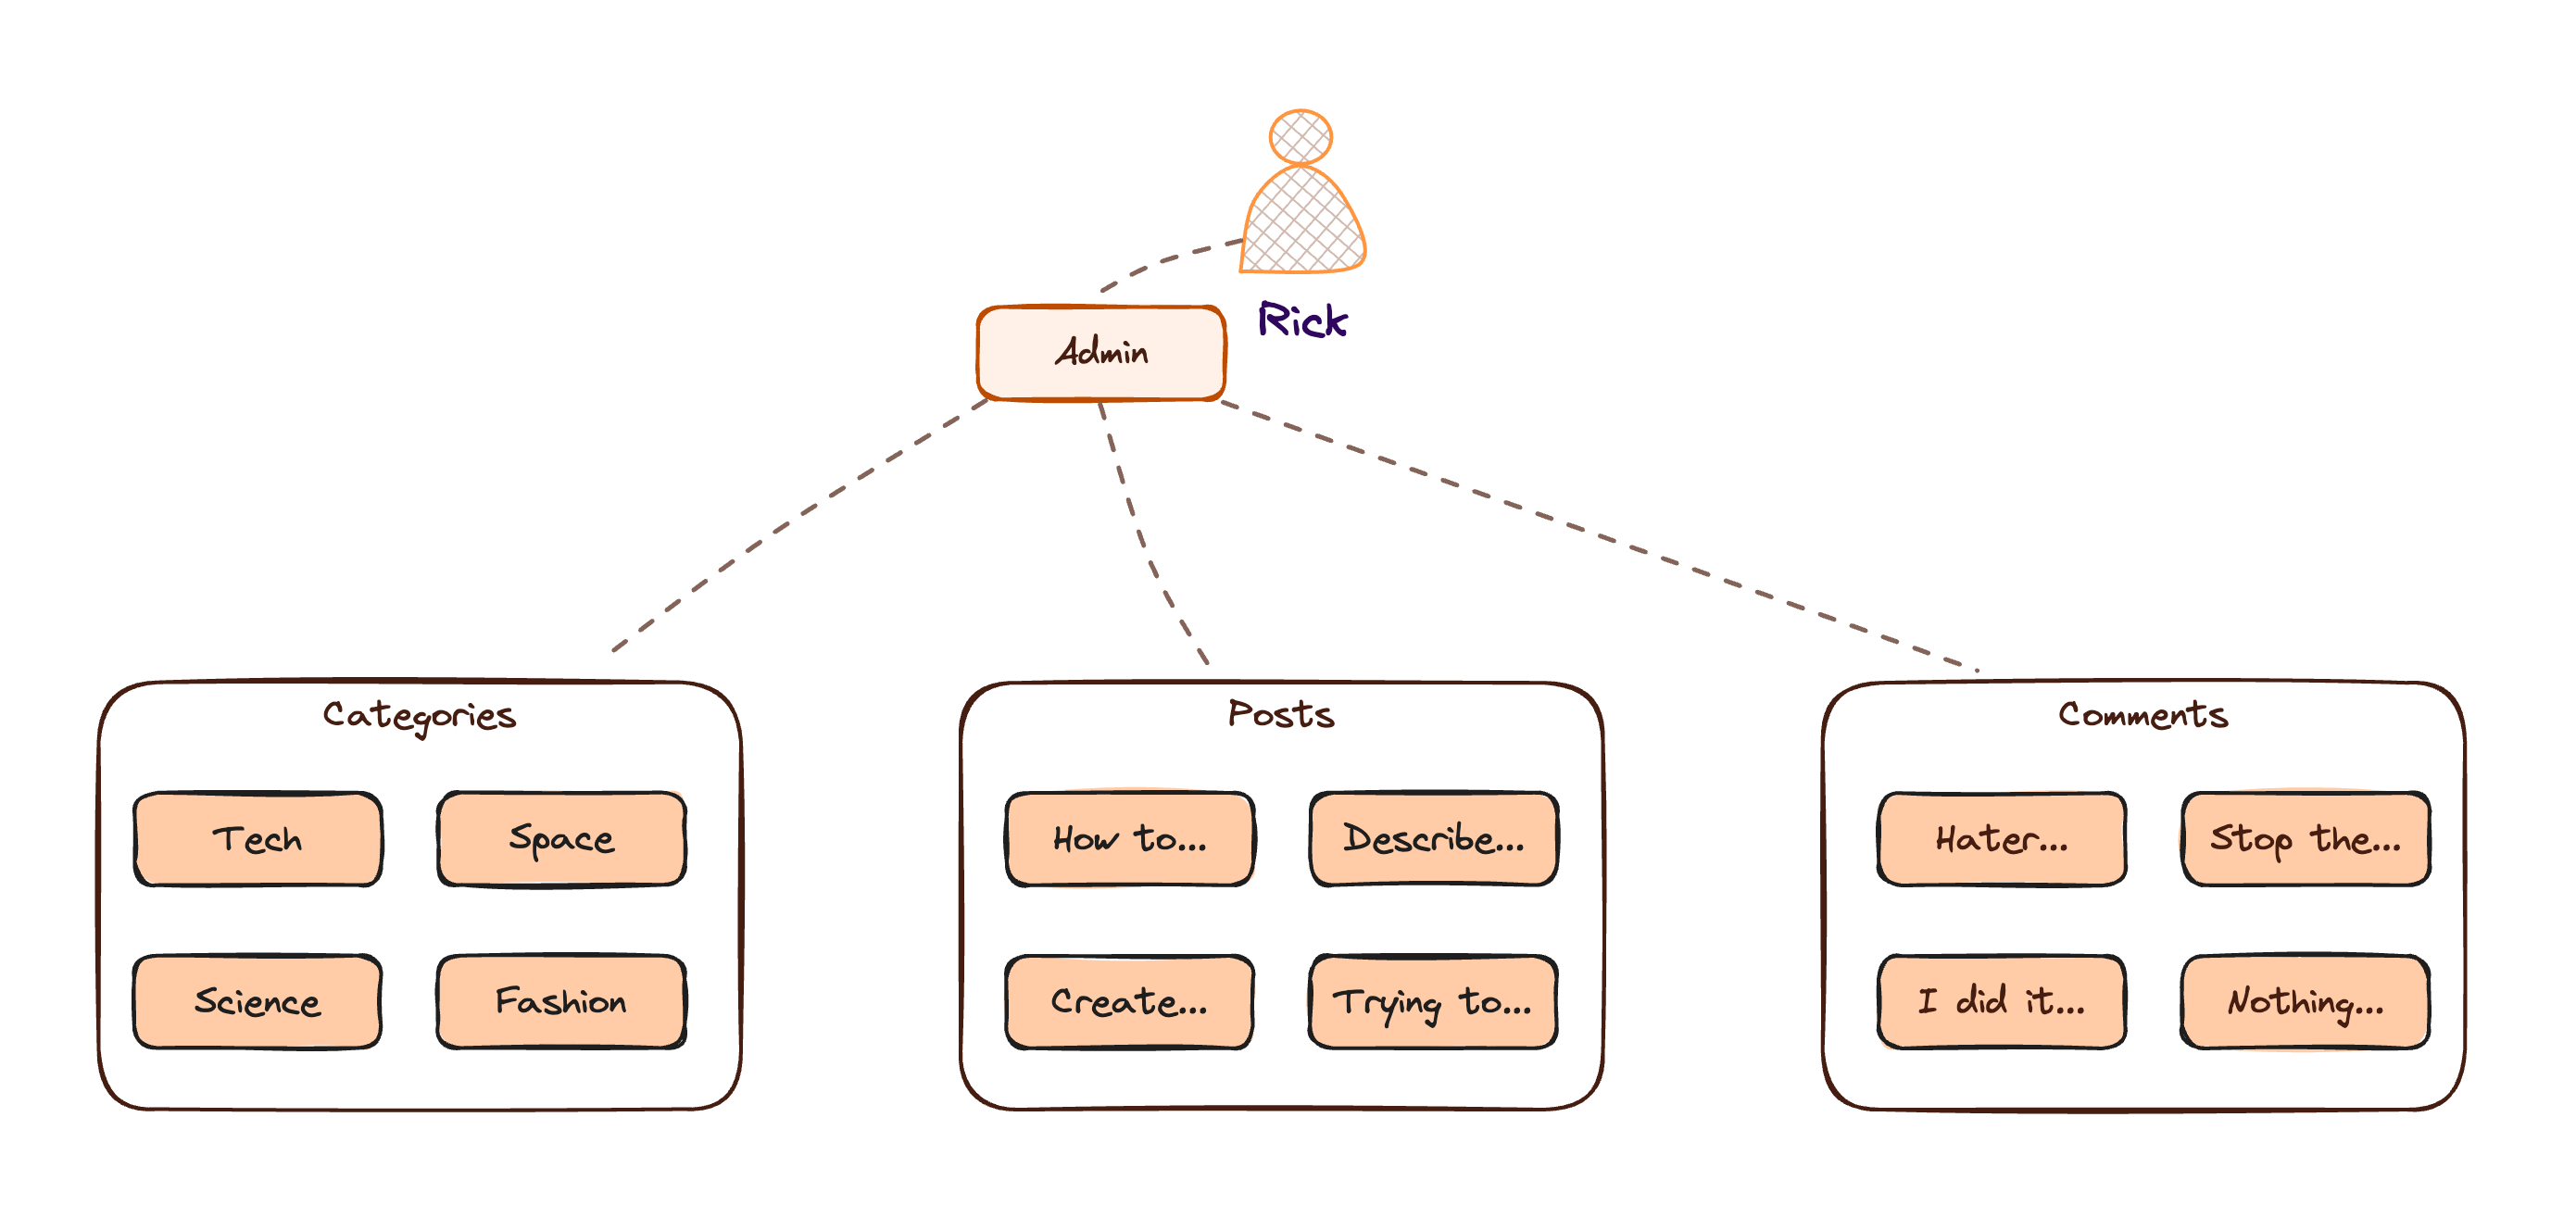 Rick
Admin
Categories
Tech
Space
Science
Fashion
Posts
How to...
Describe...
Create...
Trying to...
Comments
Hater...
Stop the...
I did it...
Nothing...